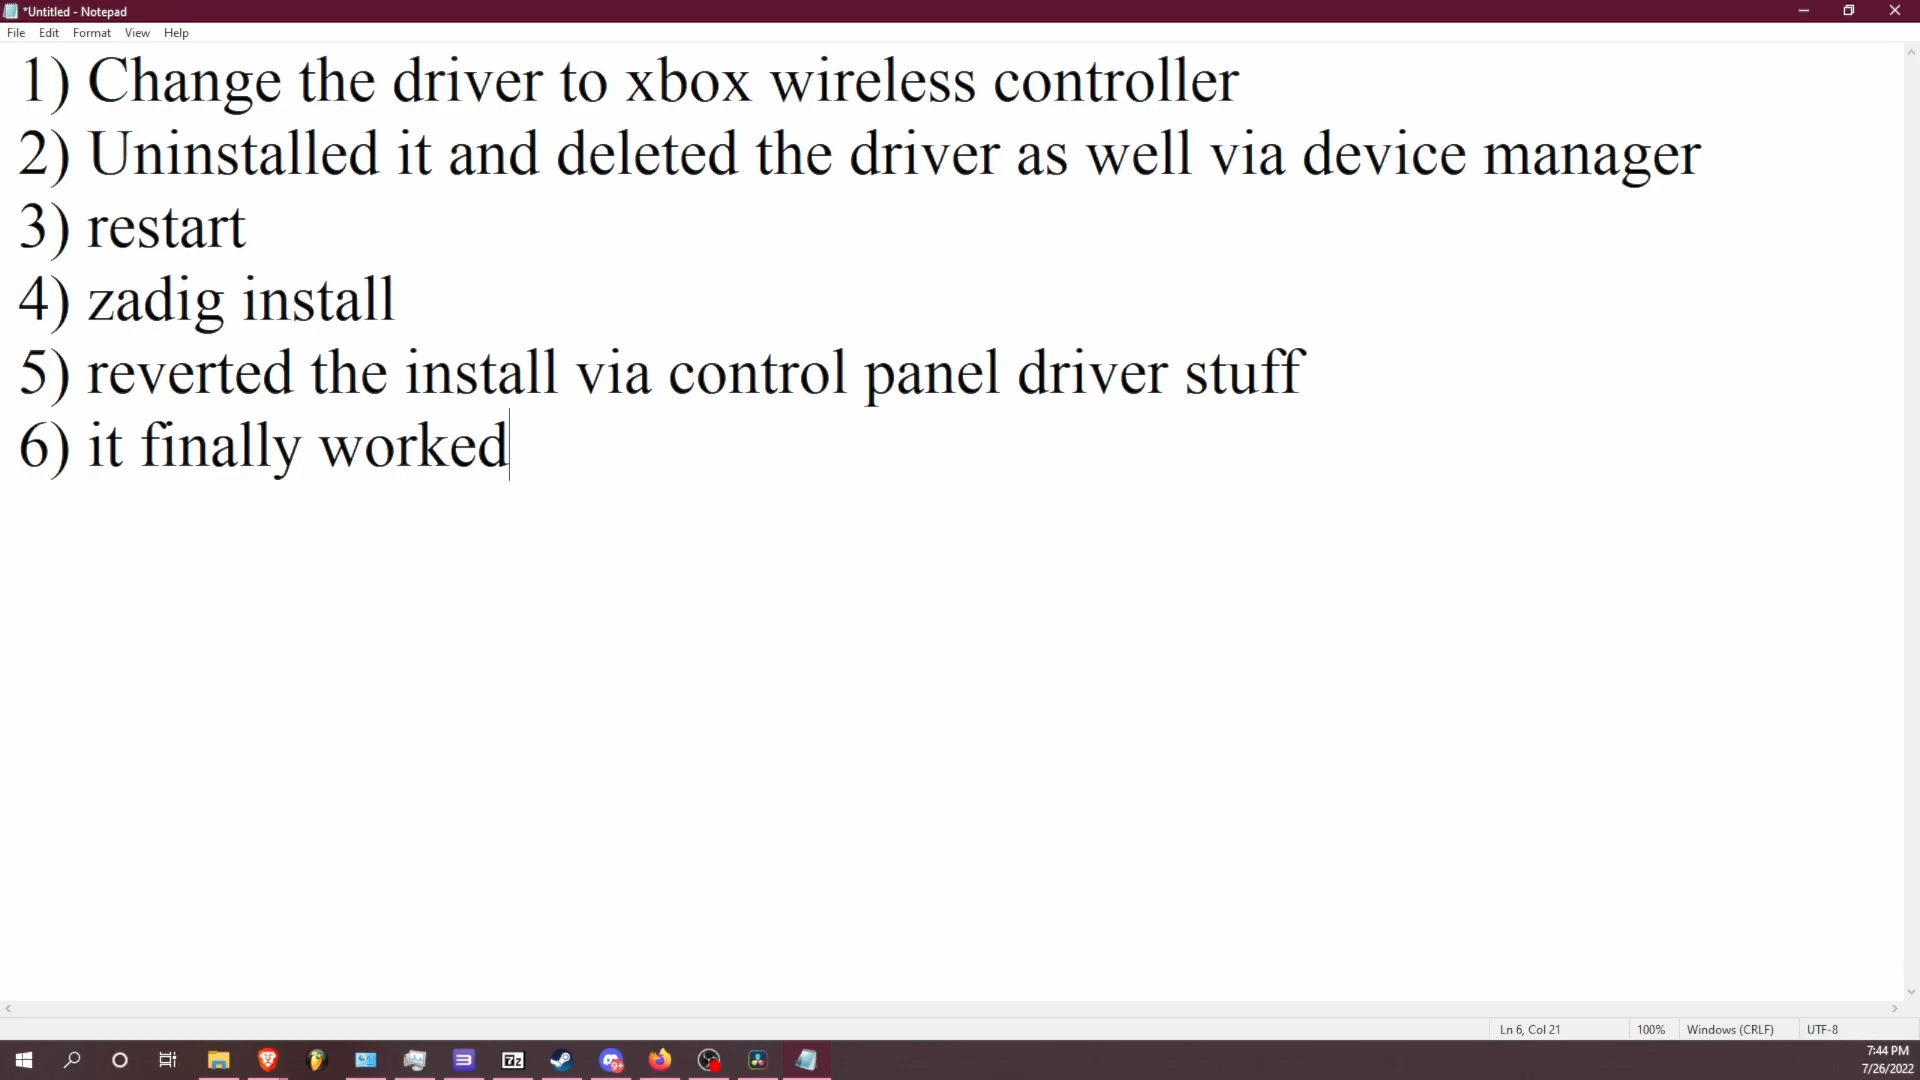 *Untitled - Notepad
File Edit Format View Help
1) Change the driver to xbox wireless controller
2) Uninstalled it and deleted the driver as well via device manager
3) restart
4) zadig install
5) reverted the install via control panel driver stuff
6) it finally worked
Ln 6, Col 21 100% Windows (CRLF) UTF-8
7z 9+
7:44 PM
7/26/2022